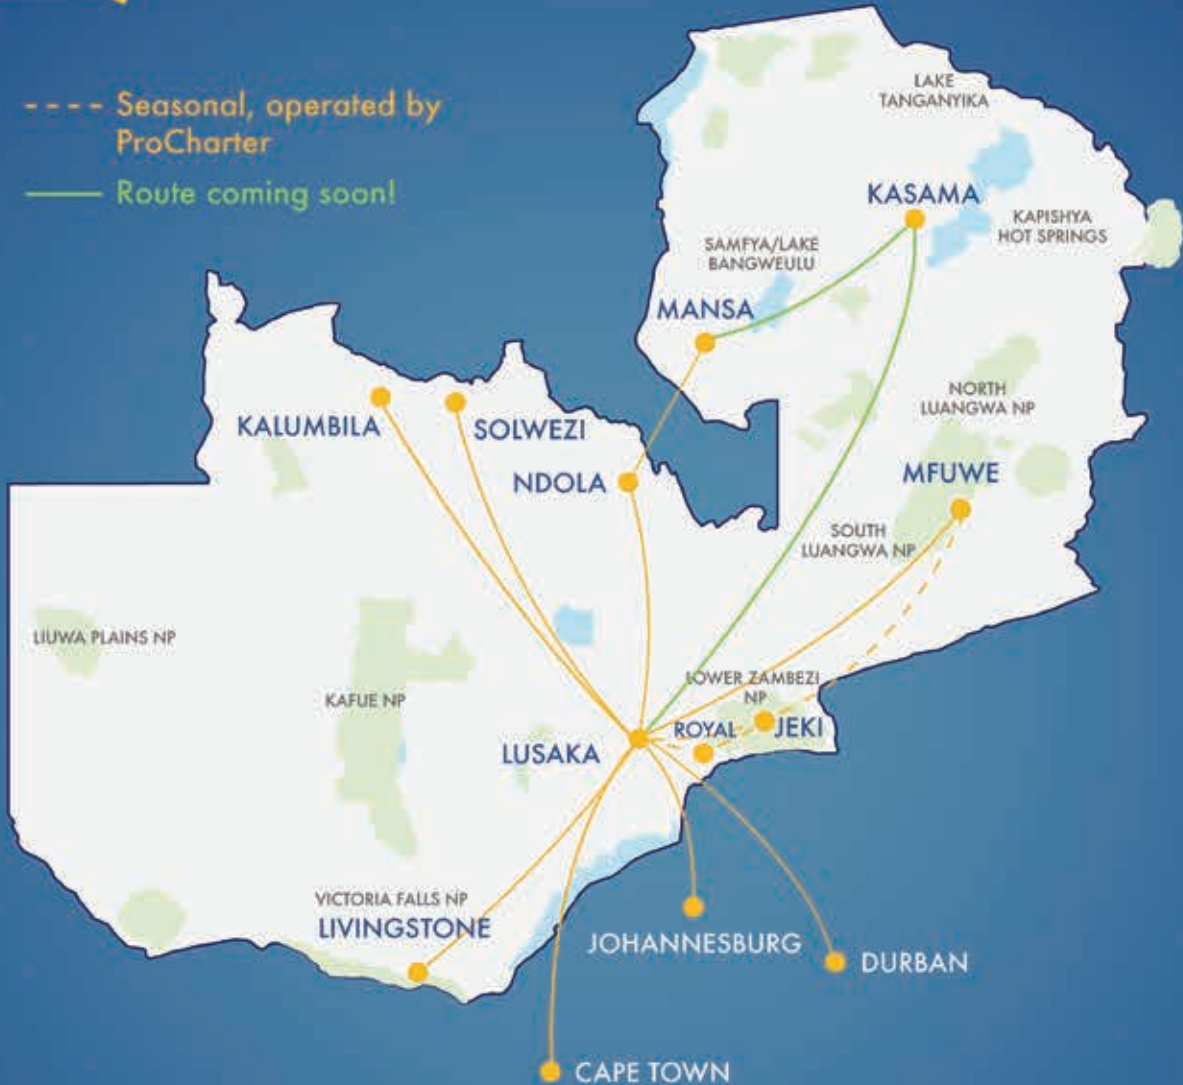 Seasonal, operated by
ProCharter
Route coming soon!
LAKE
TANGANYIKA
KASAMA
KAPISHYA
HOT SPRINGS
SAMFYA/LAKE
BANGWEULU
MANSA
NORTH
LUANGWA NP
KALUMBILA
SOLWEZI
NDOLA
MFUWE
SOUTH
LUANGWA NP
LIUWA PLAINS NP
KAFUE NP
LOWER ZAMBEZI
NP
ROYAL
JEKI
LUSAKA
VICTORIA FALLS NP
LIVINGSTONE
JOHANNESBURG
DURBAN
CAPE TOWN